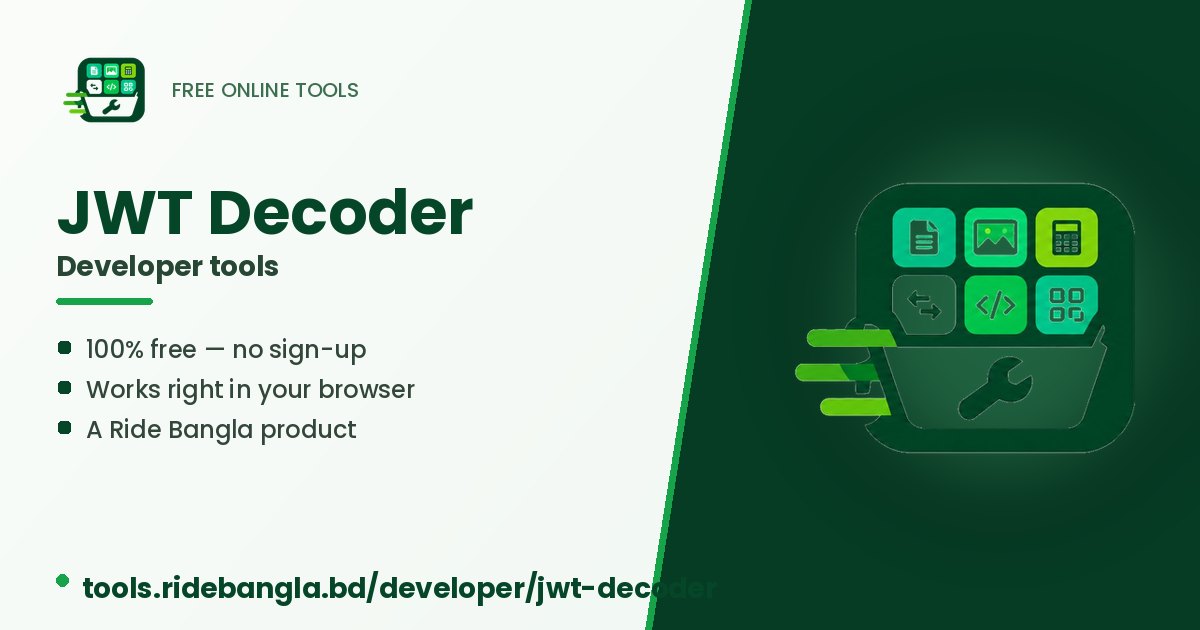 FREE ONLINE TOOLS
JWT Decoder
Developer tools
100% free — no sign-up
Works right in your browser
A Ride Bangla product
tools.ridebangla.bd/developer/jwt-decoder